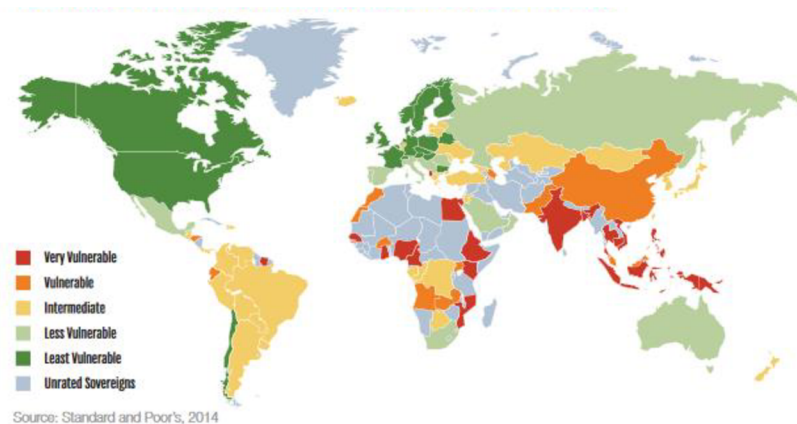 Very Vulnerable
Vulnerable
Intermediate
Less Vulnerable
Least Vulnerable
Unrated Sovereigns
Source: Standard and Poor's, 2014